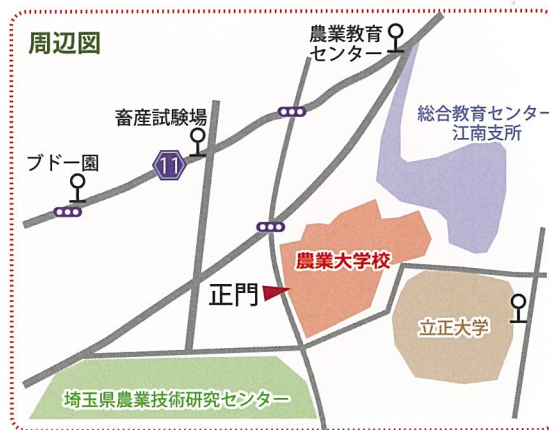 周辺図
農業教育
センター
総合教育センター
江南支所
畜産試験場
11
ブドー園
農業大学校
正門
立正大学
埼玉県農業技術研究センター